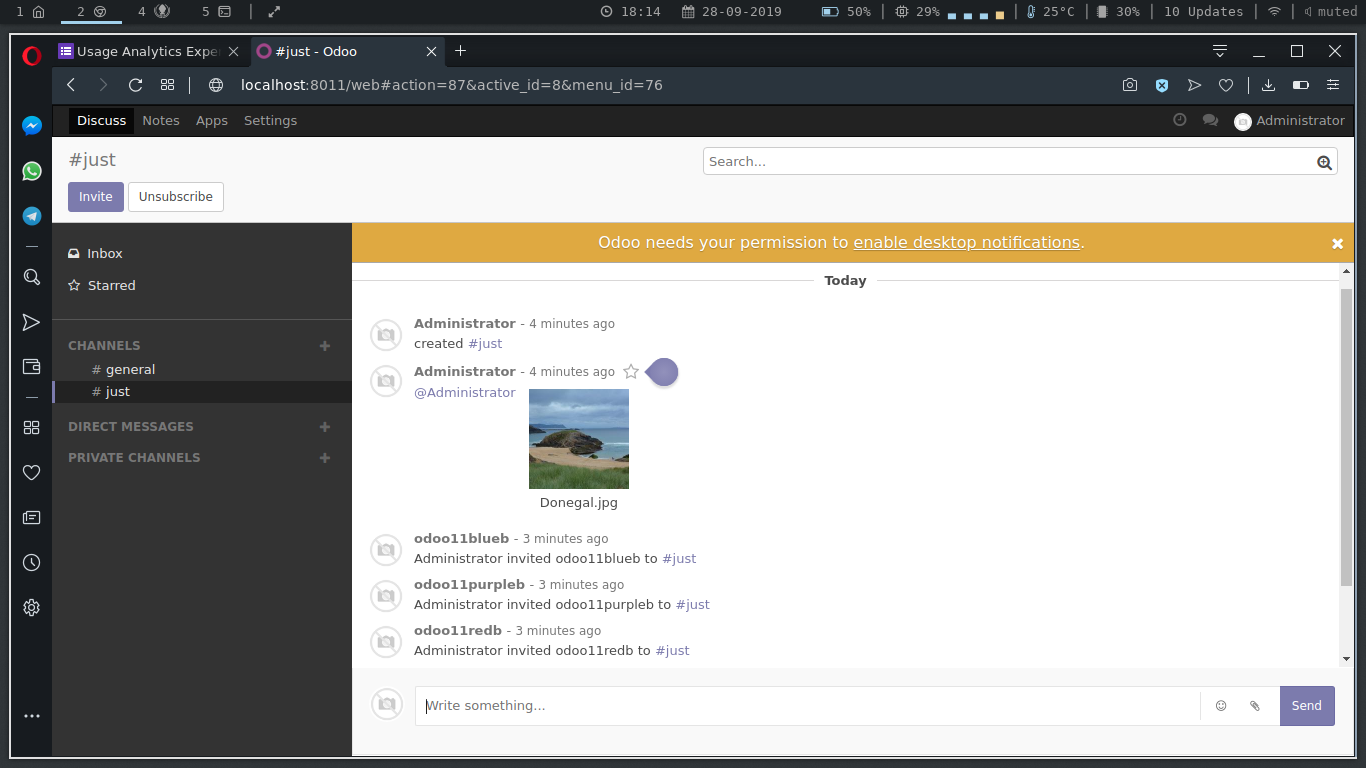 1 2 4 5 18:14 28-09-2019 50% 29% 25°C 30% 10 Updates muted
Usage Analytics Expe #just - Odoo
localhost:8011/web#action=87&active_id=8&menu_id=76
Discuss Notes Apps Settings Administrator
#just
Search...
Invite Unsubscribe
Odoo needs your permission to enable desktop notifications.
Inbox
Starred
CHANNELS
# general
# just
DIRECT MESSAGES
PRIVATE CHANNELS
Today
Administrator - 4 minutes ago
created #just
Administrator - 4 minutes ago
@Administrator
Donegal.jpg
odoo11blueb - 3 minutes ago
Administrator invited odoo11blueb to #just
odoo11purpleb - 3 minutes ago
Administrator invited odoo11purpleb to #just
odoo11redb - 3 minutes ago
Administrator invited odoo11redb to #just
Write something...
Send